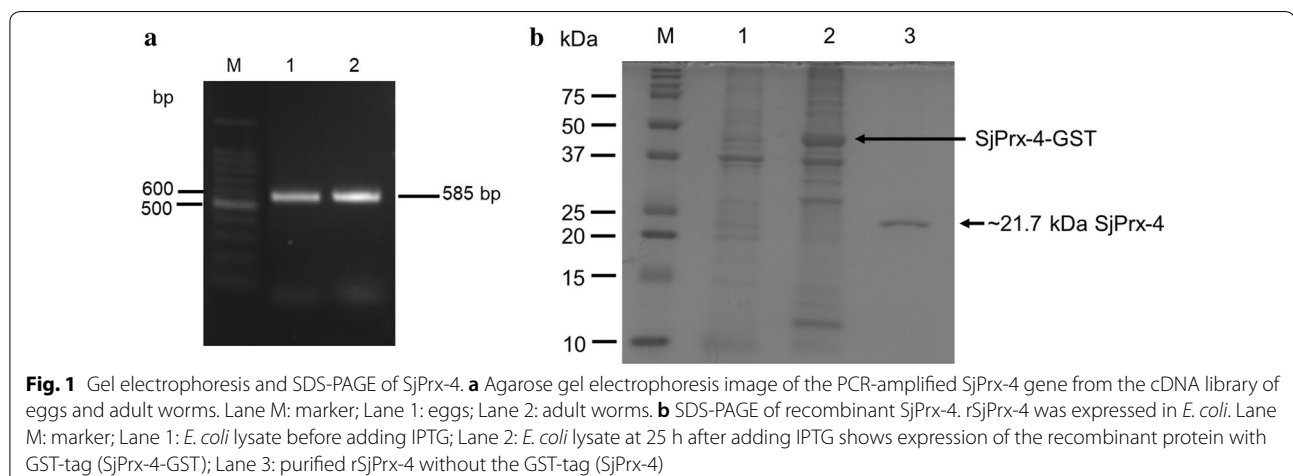 a
M 1 2
bp
600
500
585 bp
b kDa M 1 2 3
75
50
37
25
20
15
10
SjPrx-4-GST
~21.7 kDa SjPrx-4
Fig. 1 Gel electrophoresis and SDS-PAGE of SjPrx-4. a Agarose gel electrophoresis image of the PCR-amplified SjPrx-4 gene from the cDNA library of
eggs and adult worms. Lane M: marker; Lane 1: eggs; Lane 2: adult worms. b SDS-PAGE of recombinant SjPrx-4. rSjPrx-4 was expressed in E. coli. Lane
M: marker; Lane 1: E. coli lysate before adding IPTG; Lane 2: E. coli lysate at 25 h after adding IPTG shows expression of the recombinant protein with
GST-tag (SjPrx-4-GST); Lane 3: purified rSjPrx-4 without the GST-tag (SjPrx-4)